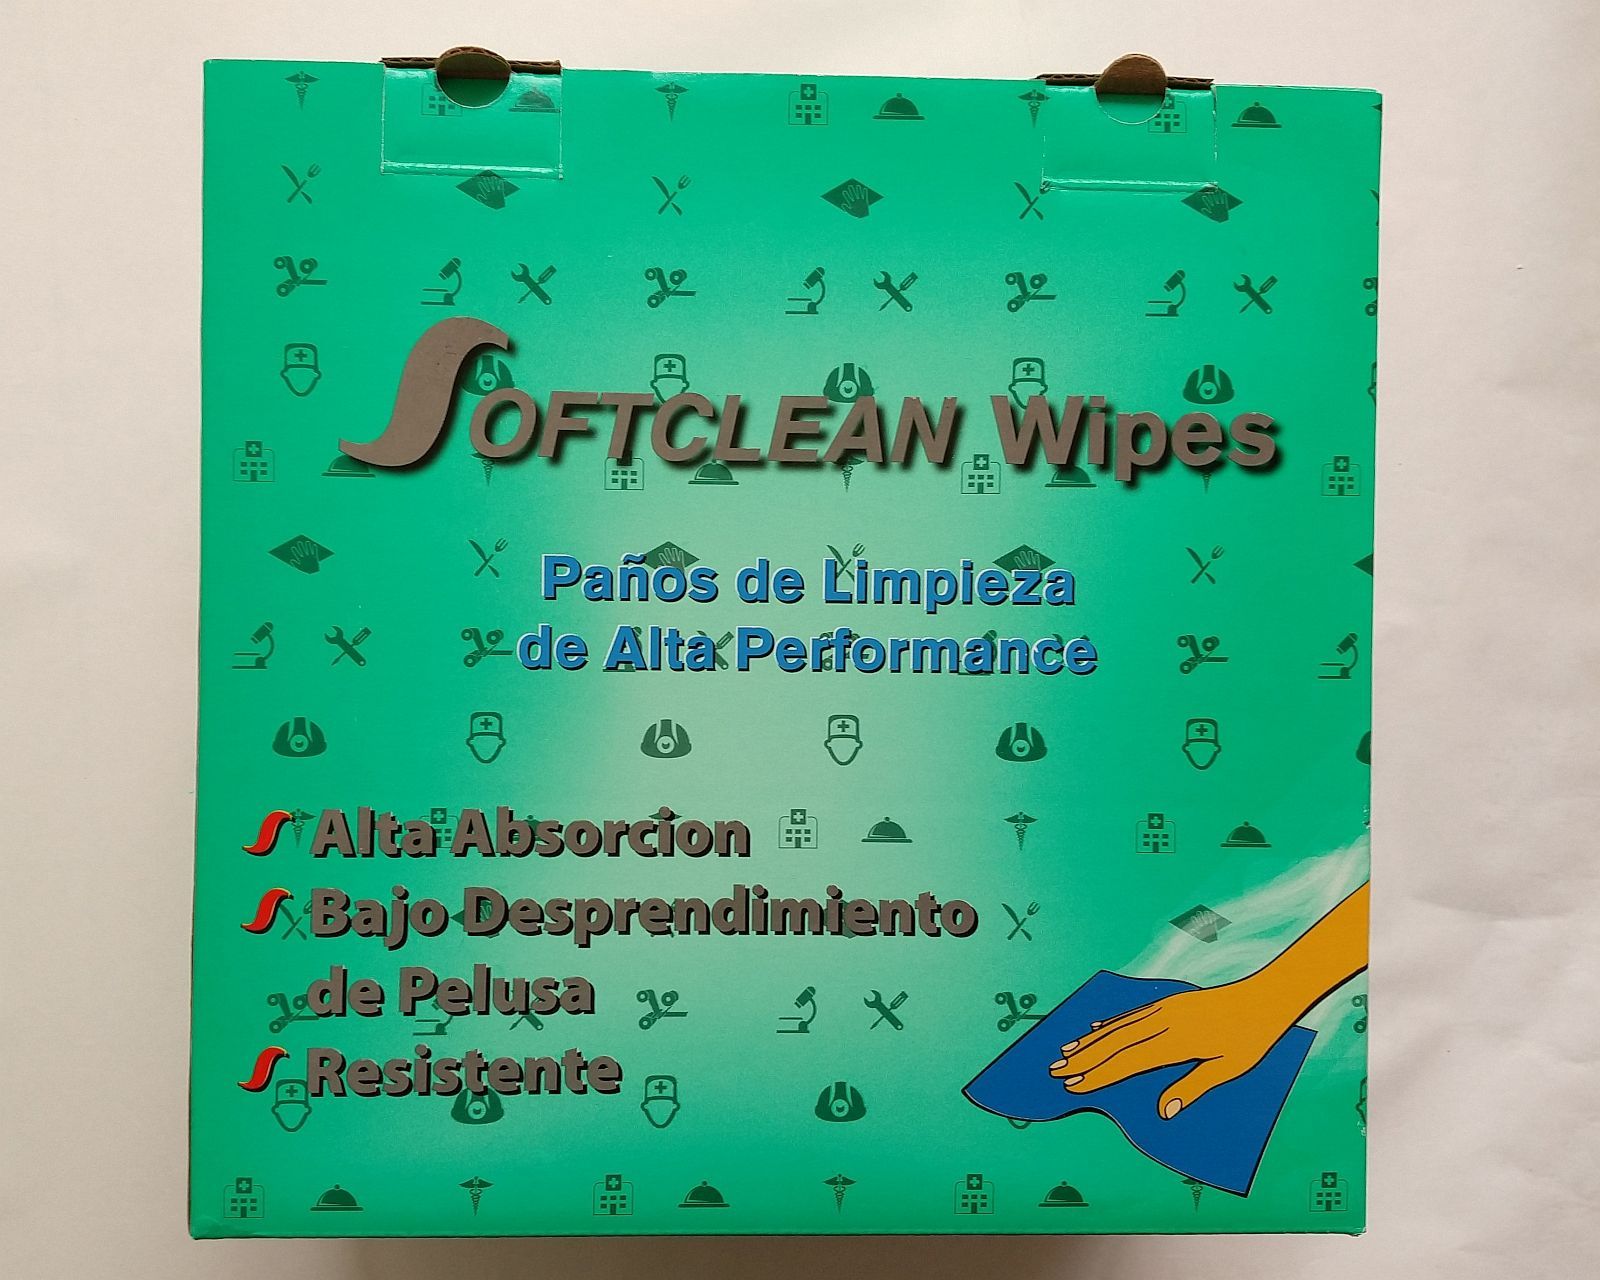 SOFTCLEAN Wipes
Paños de Limpieza
de Alta Performance
Alta Absorcion
Bajo Desprendimiento
de Pelusa
Resistente